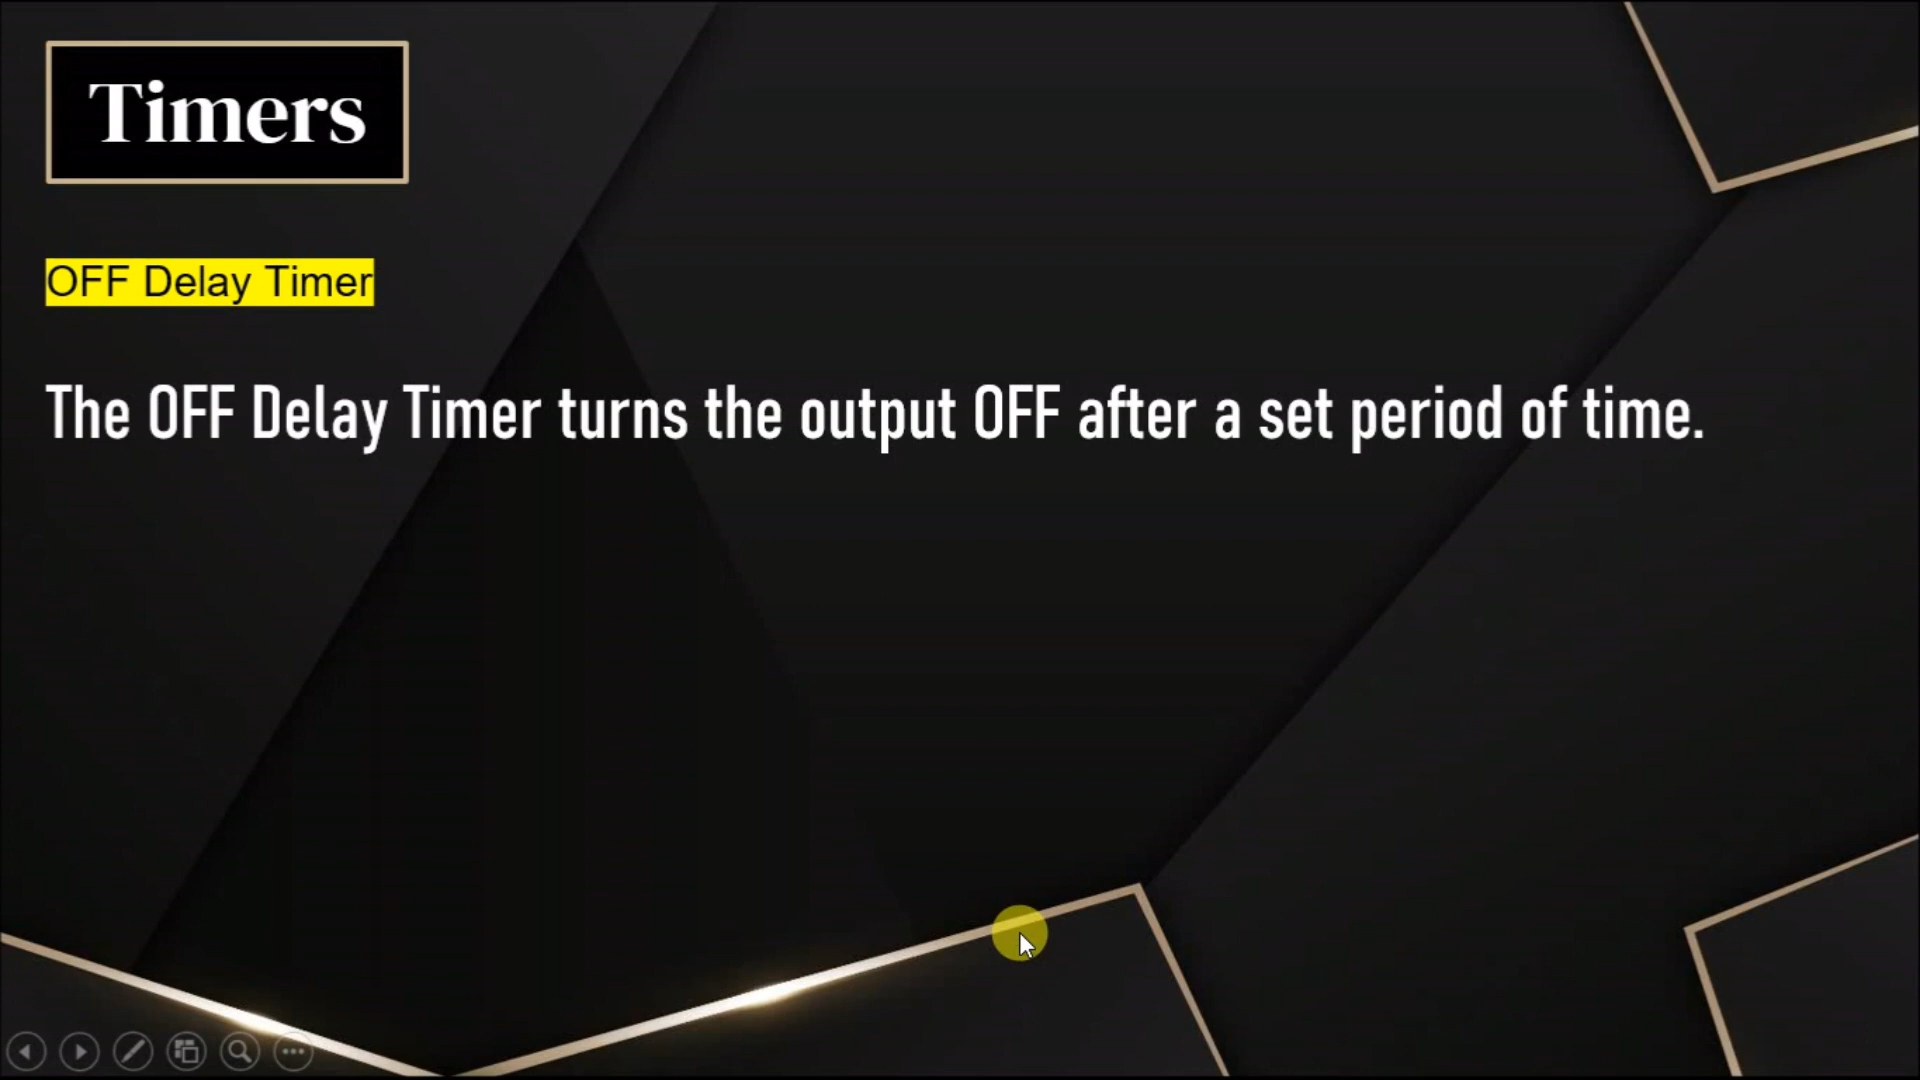 Timers
OFF Delay Timer
The OFF Delay Timer turns the output OFF after a set period of time.